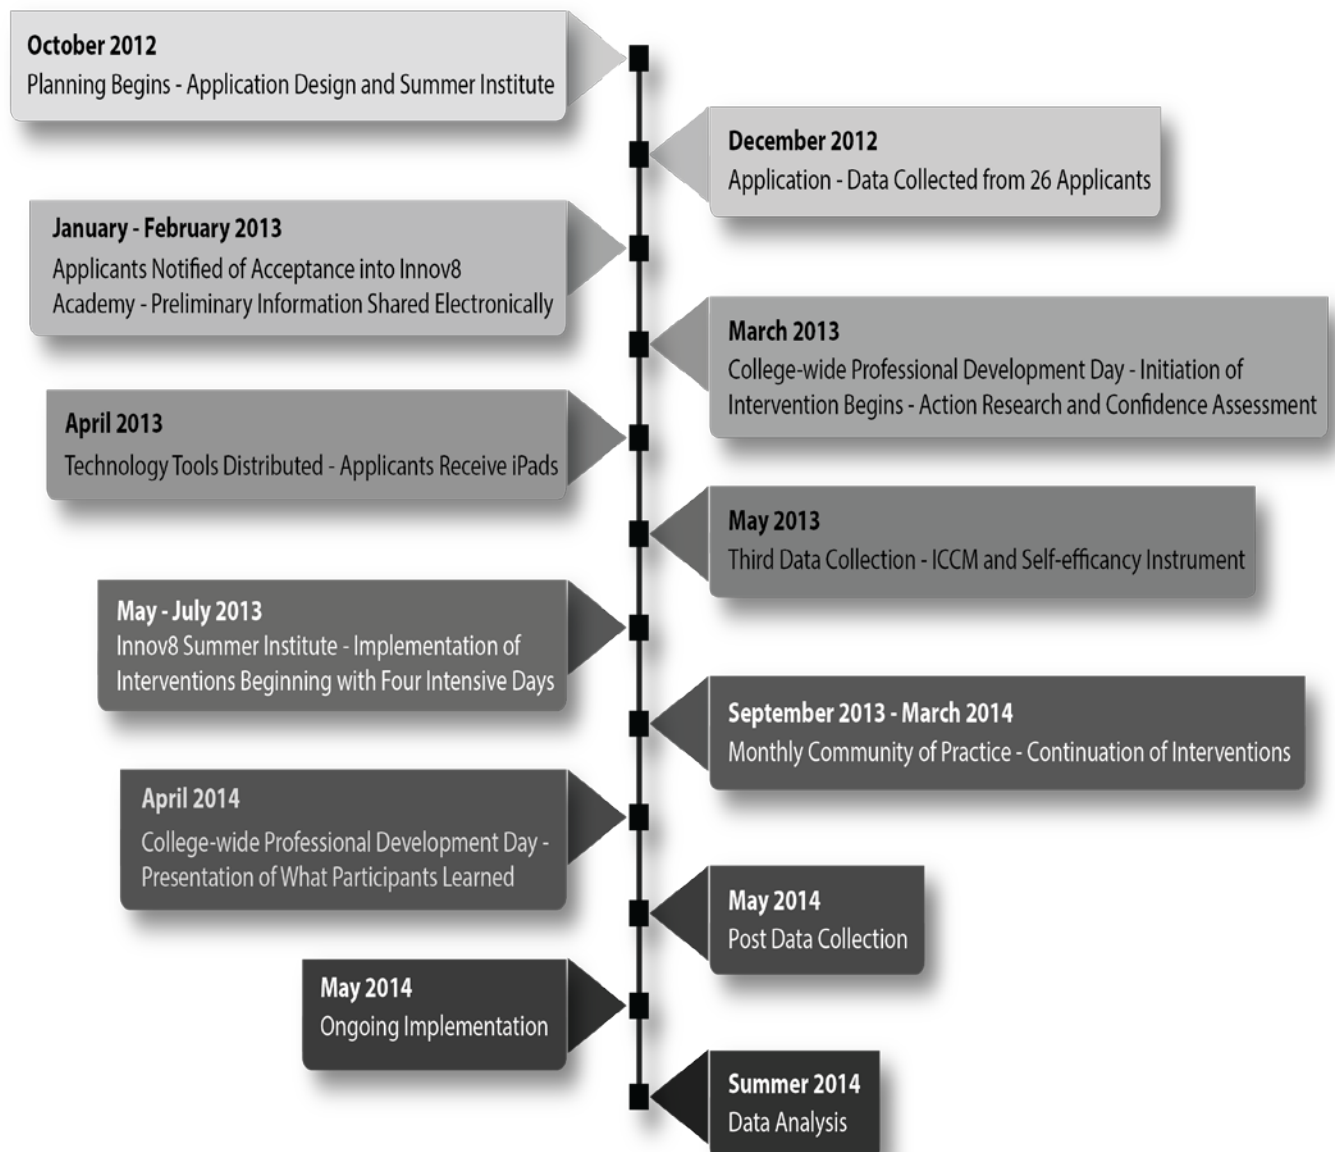 October 2012
Planning Begins - Application Design and Summer Institute
December 2012
Application - Data Collected from 26 Applicants
January - February 2013
Applicants Notified of Acceptance into Innov8
Academy - Preliminary Information Shared Electronically
March 2013
College-wide Professional Development Day - Initiation of
Intervention Begins - Action Research and Confidence Assessment
April 2013
Technology Tools Distributed - Applicants Receive iPads
May 2013
Third Data Collection - ICCM and Self-efficancy Instrument
May - July 2013
Innov8 Summer Institute - Implementation of
Interventions Beginning with Four Intensive Days
September 2013 - March 2014
Monthly Community of Practice - Continuation of Interventions
April 2014
College-wide Professional Development Day -
Presentation of What Participants Learned
May 2014
Post Data Collection
May 2014
Ongoing Implementation
Summer 2014
Data Analysis